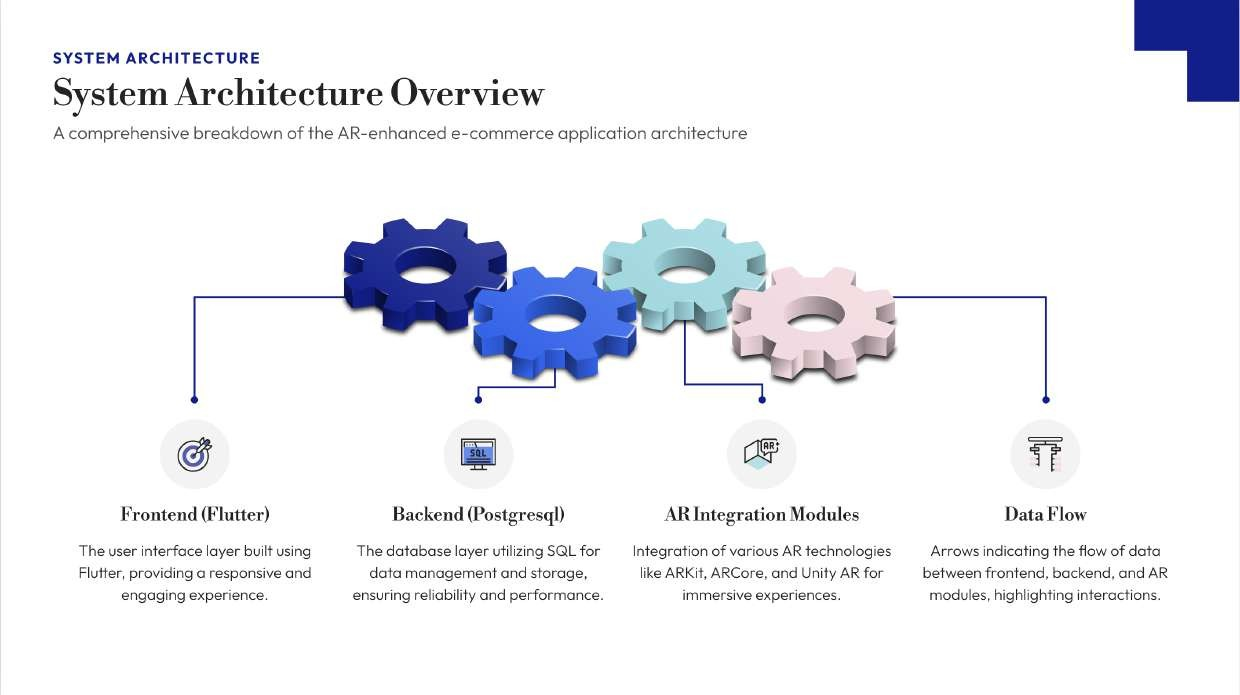 SYSTEM ARCHITECTURE
System Architecture Overview
A comprehensive breakdown of the AR-enhanced e-commerce application architecture
SQL
AR
Frontend (Flutter)
The user interface layer built using
Flutter, providing a responsive and
engaging experience.
Backend (Postgresql)
The database layer utilizing SQL for
data management and storage,
ensuring reliability and performance.
AR Integration Modules
Integration of various AR technologies
like ARKit, ARCore, and Unity AR for
immersive experiences.
Data Flow
Arrows indicating the flow of data
between frontend, backend, and AR
modules, highlighting interactions.